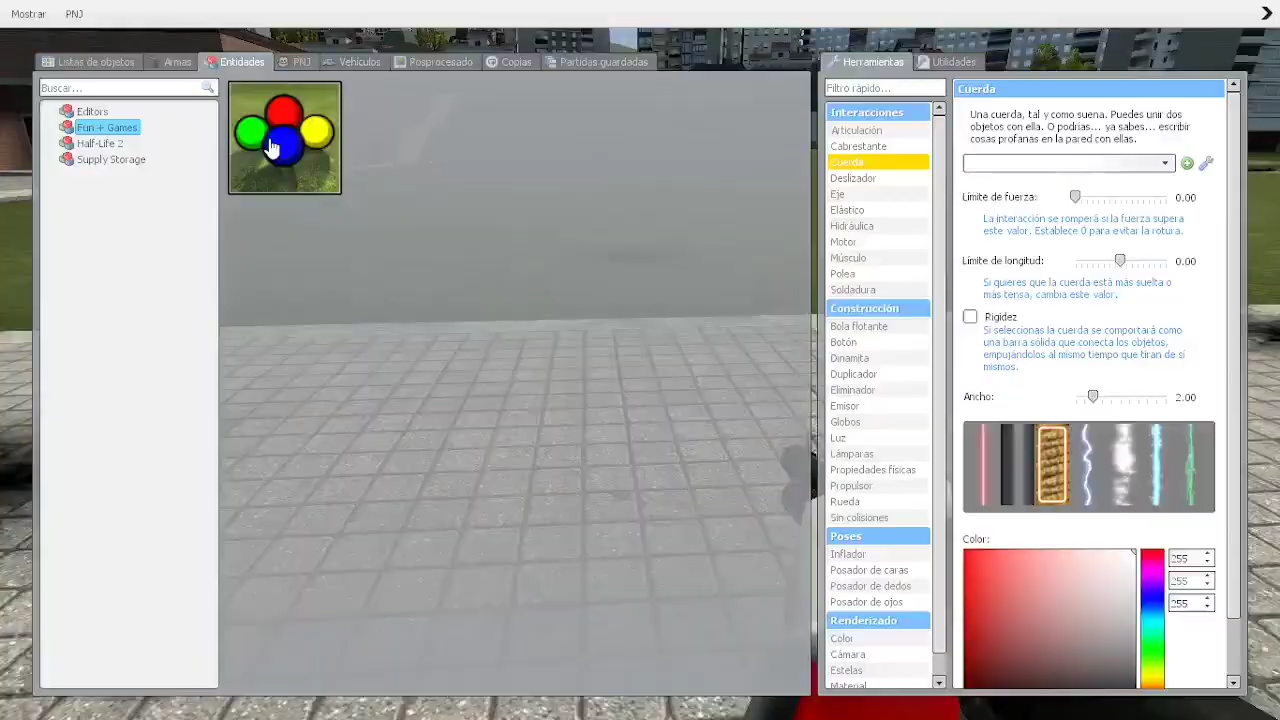 Mostrar PNJ
Listas de objetos Armas Entidades PNJ Vehículos Posprocesado Copias Partidas guardadas
Buscar...
Editors
Fun + Games
Half-Life 2
Supply Storage
Herramientas Utilidades
Filtro rápido...
Interacciones
Articulación
Cabrestante
Cuerda
Deslizador
Eje
Elástico
Hidráulica
Motor
Músculo
Polea
Soldadura
Construcción
Bola flotante
Botón
Dinamita
Duplicador
Eliminador
Emisor
Globos
Luz
Lámparas
Propiedades físicas
Propulsor
Rueda
Sin colisiones
Poses
Inflador
Posador de caras
Posador de dedos
Posador de ojos
Renderizado
Color
Cámara
Estelas
Material
Cuerda
Una cuerda, tal y como suena. Puedes unir dos
objetos con ella. O podrías... ya sabes... escribir
cosas profanas en la pared con ellas.
Límite de fuerza: 0.00
La interacción se romperá si la fuerza supera
este valor. Establece 0 para evitar la rotura.
Límite de longitud: 0.00
Si quieres que la cuerda está más suelta o
más tensa, cambia este valor.
Rigidez
Si seleccionas la cuerda se comportará como
una barra sólida que conecta los objetos,
empujándolos al mismo tiempo que tiran de sí
mismos.
Ancho: 2.00
Color:
255
255
255